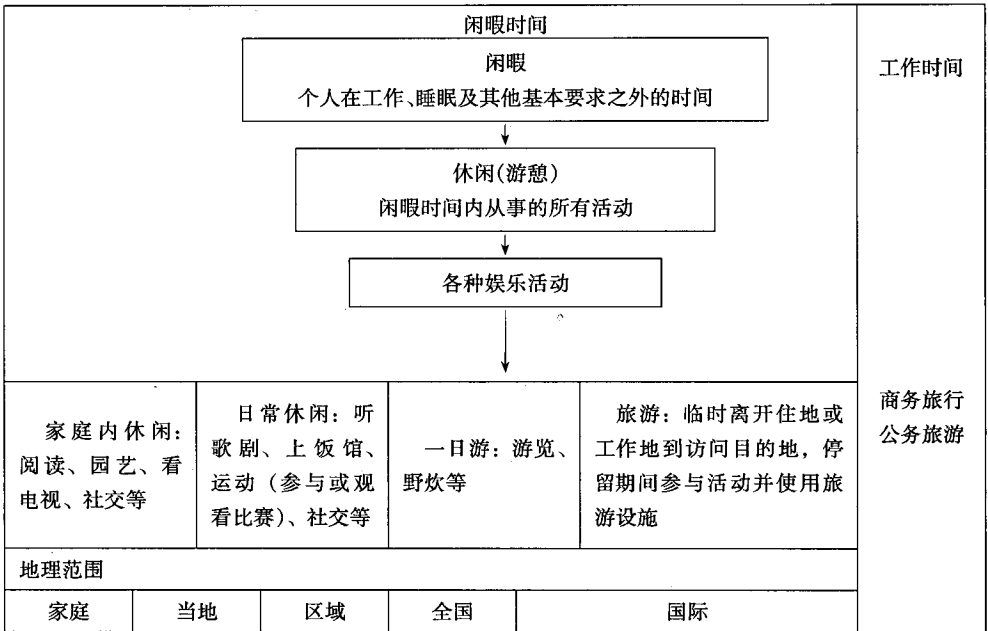 闲暇时间
闲暇
个人在工作、睡眠及其他基本要求之外的时间
工作时间
休闲(游憩)
闲暇时间内从事的所有活动
各种娱乐活动
家庭内休闲:
阅读、园艺、看
电视、社交等
日常休闲:听
歌剧、上饭馆、
运动(参与或观
看比赛)、社交等
一日游:游览、
野炊等
旅游:临时离开住地或
工作地到访问目的地,停
留期间参与活动并使用旅
游设施
商务旅行
公务旅游
地理范围
家庭
当地
区域
全国
国际